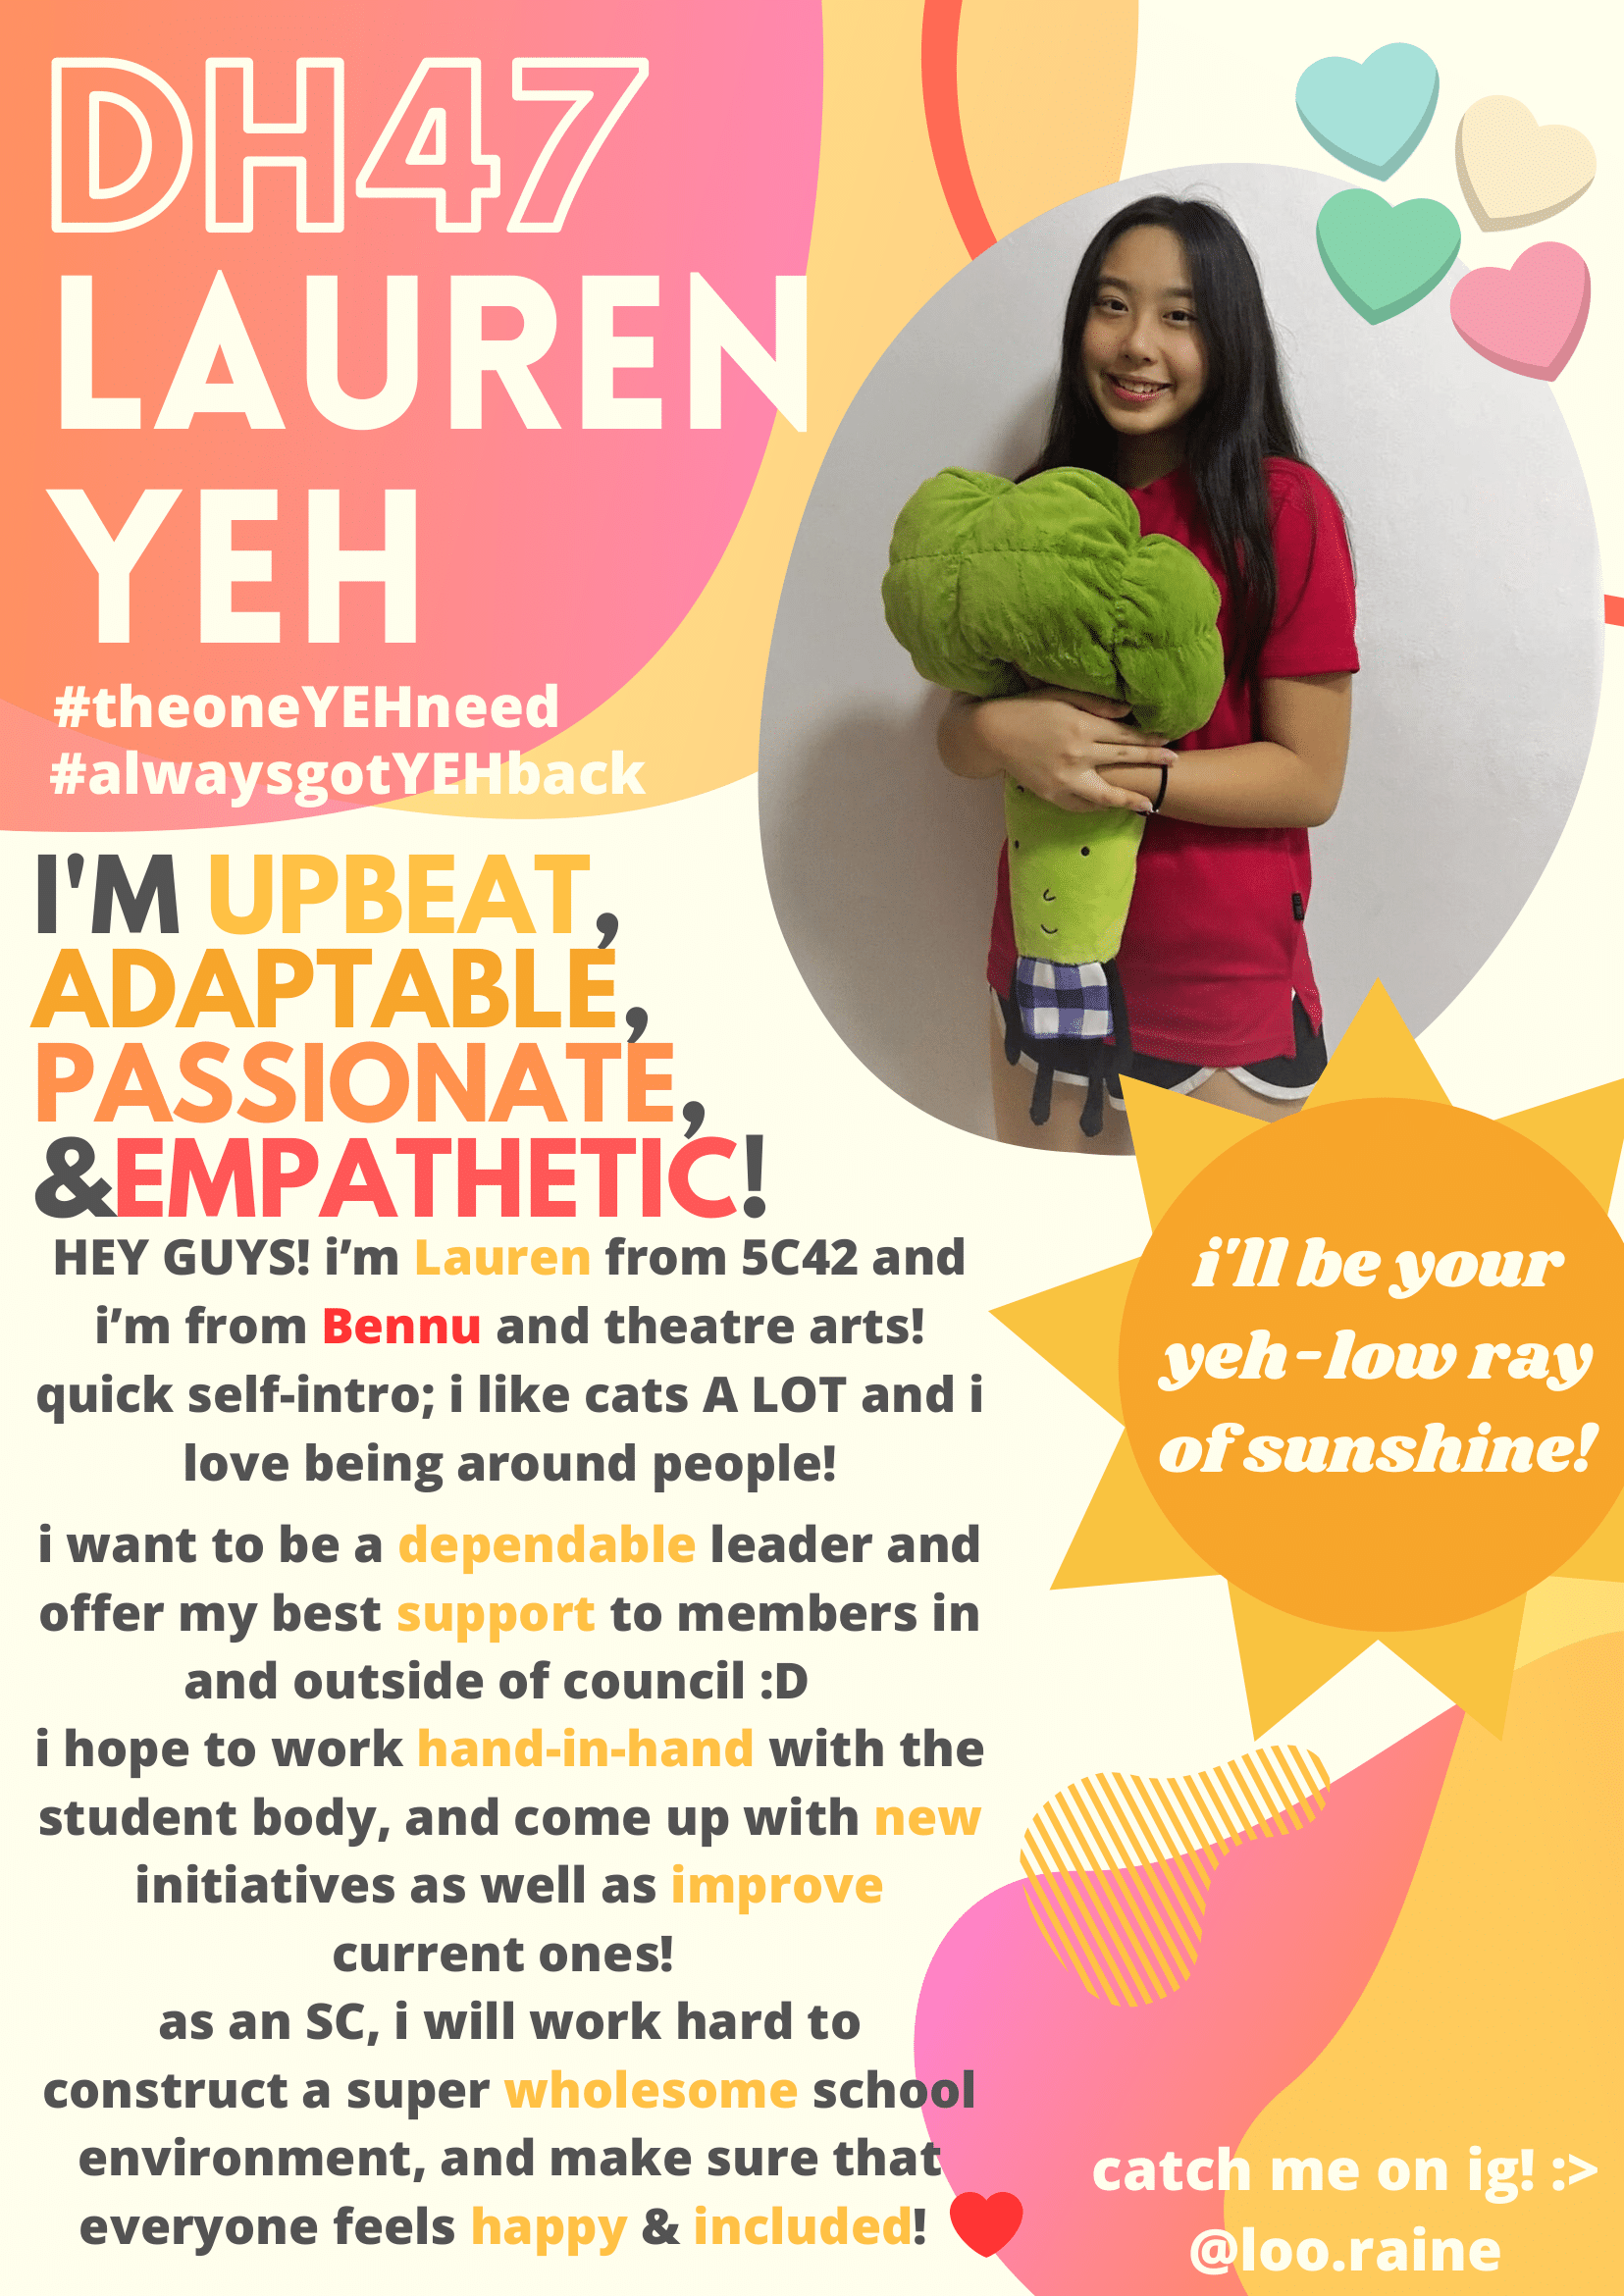 DH47
LAUREN
YEH
#theoneYEHneed
#alwaysgotYEHback
I'M UPBEAT,
ADAPTABLE,
PASSIONATE,
&EMPATHETIC!
HEY GUYS! i’m Lauren from 5C42 and
i’m from Bennu and theatre arts!
quick self-intro; i like cats A LOT and i
love being around people!
i want to be a dependable leader and
offer my best support to members in
and outside of council :D
i hope to work hand-in-hand with the
student body, and come up with new
initiatives as well as improve
current ones!
as an SC, i will work hard to
construct a super wholesome school
environment, and make sure that
everyone feels happy & included!
i'll be your
yeh-low ray
of sunshine!
catch me on ig! :>
@loo.raine